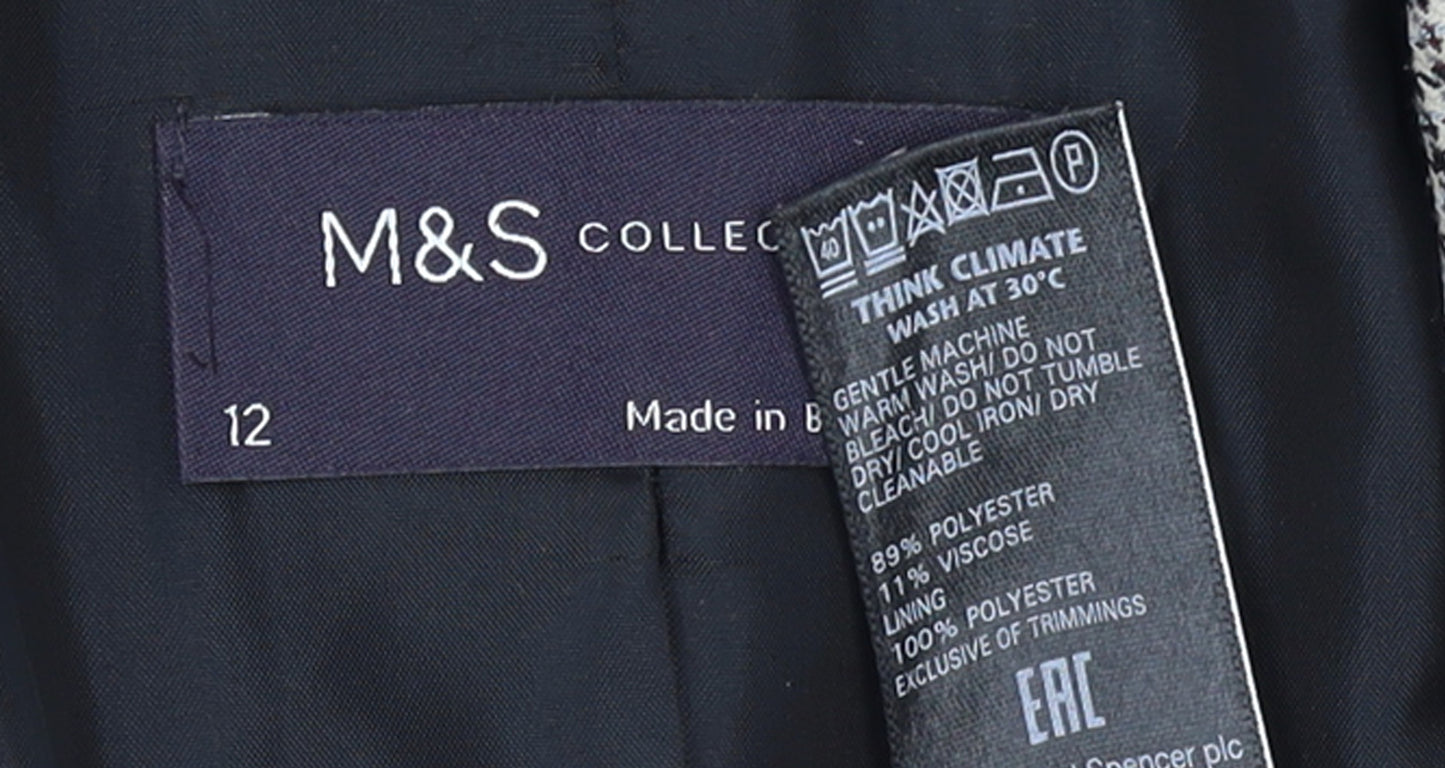 M&S COLLEC
12
Made in B
40
P
THINK CLIMATE
WASH AT 30°C
GENTLE MACHINE
WARM WASH/ DO NOT
BLEACH/ DO NOT TUMBLE
DRY/ COOL IRON/ DRY
CLEANABLE
89% POLYESTER
11% VISCOSE
LINING
100% POLYESTER
EXCLUSIVE OF TRIMMINGS
EAC
Spencer plc